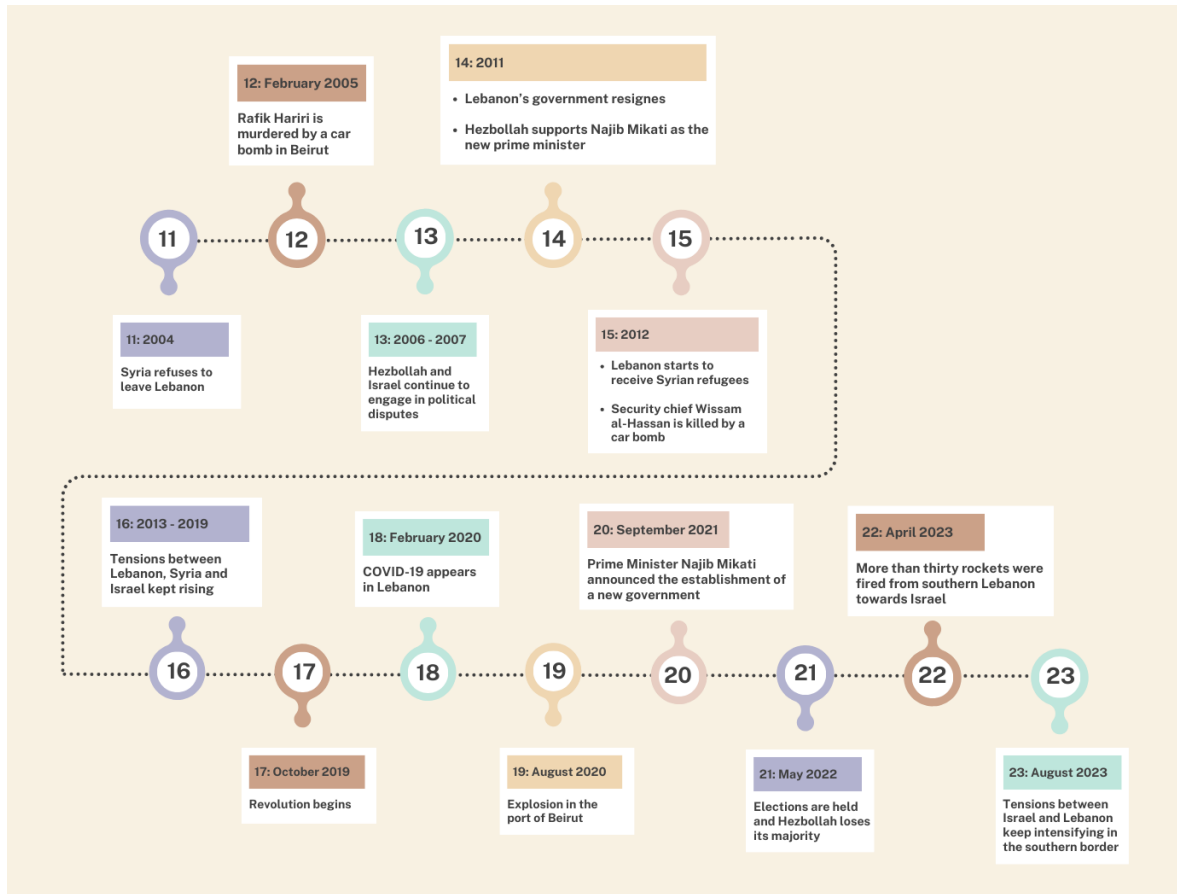 12: February 2005
Rafik Hariri is
murdered by a car
bomb in Beirut
14: 2011
• Lebanon’s government resignes
• Hezbollah supports Najib Mikati as the
new prime minister
11
12
13
14
15
11: 2004
Syria refuses to
leave Lebanon
13: 2006 - 2007
Hezbollah and
Israel continue to
engage in political
disputes
15: 2012
• Lebanon starts to
receive Syrian refugees
• Security chief Wissam
al-Hassan is killed by a
car bomb
16: 2013 - 2019
Tensions between
Lebanon, Syria and
Israel kept rising
18: February 2020
COVID-19 appears
in Lebanon
20: September 2021
Prime Minister Najib Mikati
announced the establishment of
a new government
22: April 2023
More than thirty rockets were
fired from southern Lebanon
towards Israel
16
17
18
19
20
21
22
23
17: October 2019
Revolution begins
19: August 2020
Explosion in the
port of Beirut
21: May 2022
Elections are held
and Hezbollah loses
its majority
23: August 2023
Tensions between
Israel and Lebanon
keep intensifying in
the southern border